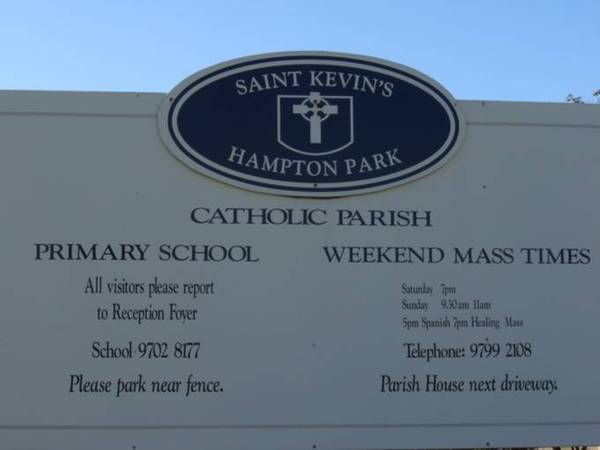 SAINT KEVIN'S
HAMPTON PARK
CATHOLIC PARISH
PRIMARY SCHOOL
All visitors please report
to Reception Foyer
School 9702 8177
Please park near fence.
WEEKEND MASS TIMES
Saturday 7pm
Sunday 9.30am 11am
5pm Spanish 7pm Healing Mass
Telephone: 9799 2108
Parish House next driveway.